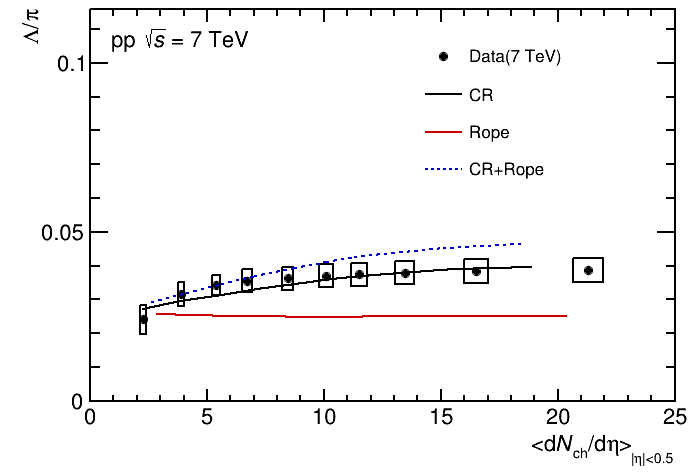 Λ/π
pp √s = 7 TeV
Data(7 TeV)
CR
Rope
CR+Rope
0.1
0.05
0
0 5 10 15 20 25
<dN_ch/dη>_|η|<0.5